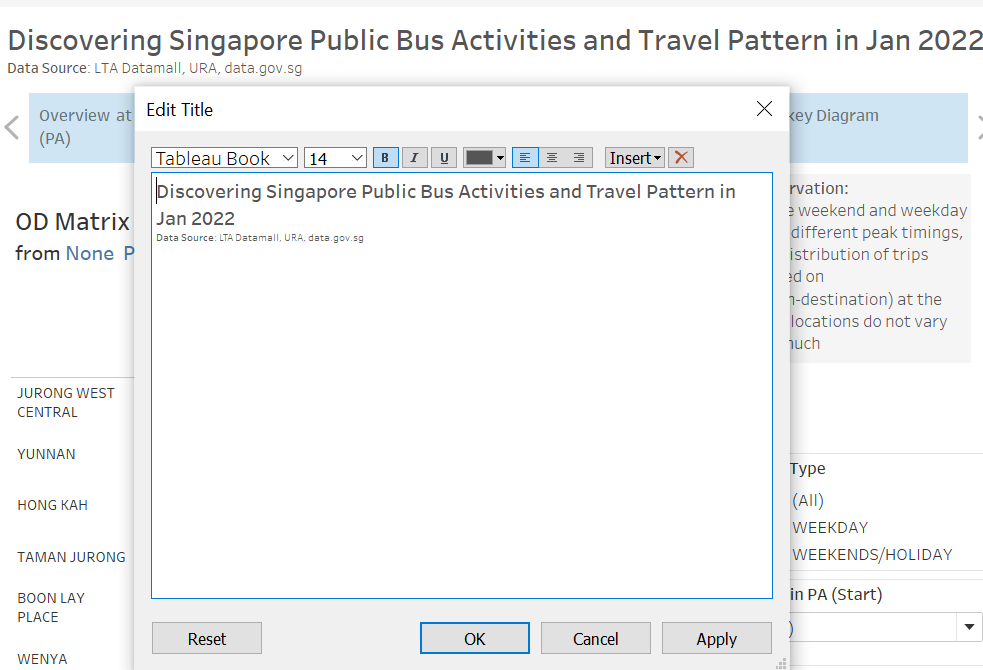 Discovering Singapore Public Bus Activities and Travel Pattern in Jan 2022
Data Source: LTA Datamall, URA, data.gov.sg
Overview at
(PA)
key Diagram
Edit Title
Tableau Book 14 B I U Insert
Discovering Singapore Public Bus Activities and Travel Pattern in
Jan 2022
Data Source: LTA Datamall, URA, data.gov.sg
OD Matrix
from None P
rvation:
e weekend and weekday
different peak timings,
istribution of trips
ed on
n-destination) at the
locations do not vary
much
JURONG WEST
CENTRAL
YUNNAN
HONG KAH
TAMAN JURONG
BOON LAY
PLACE
WENYA
Type
(All)
WEEKDAY
WEEKENDS/HOLIDAY
in PA (Start)
)
Reset OK Cancel Apply